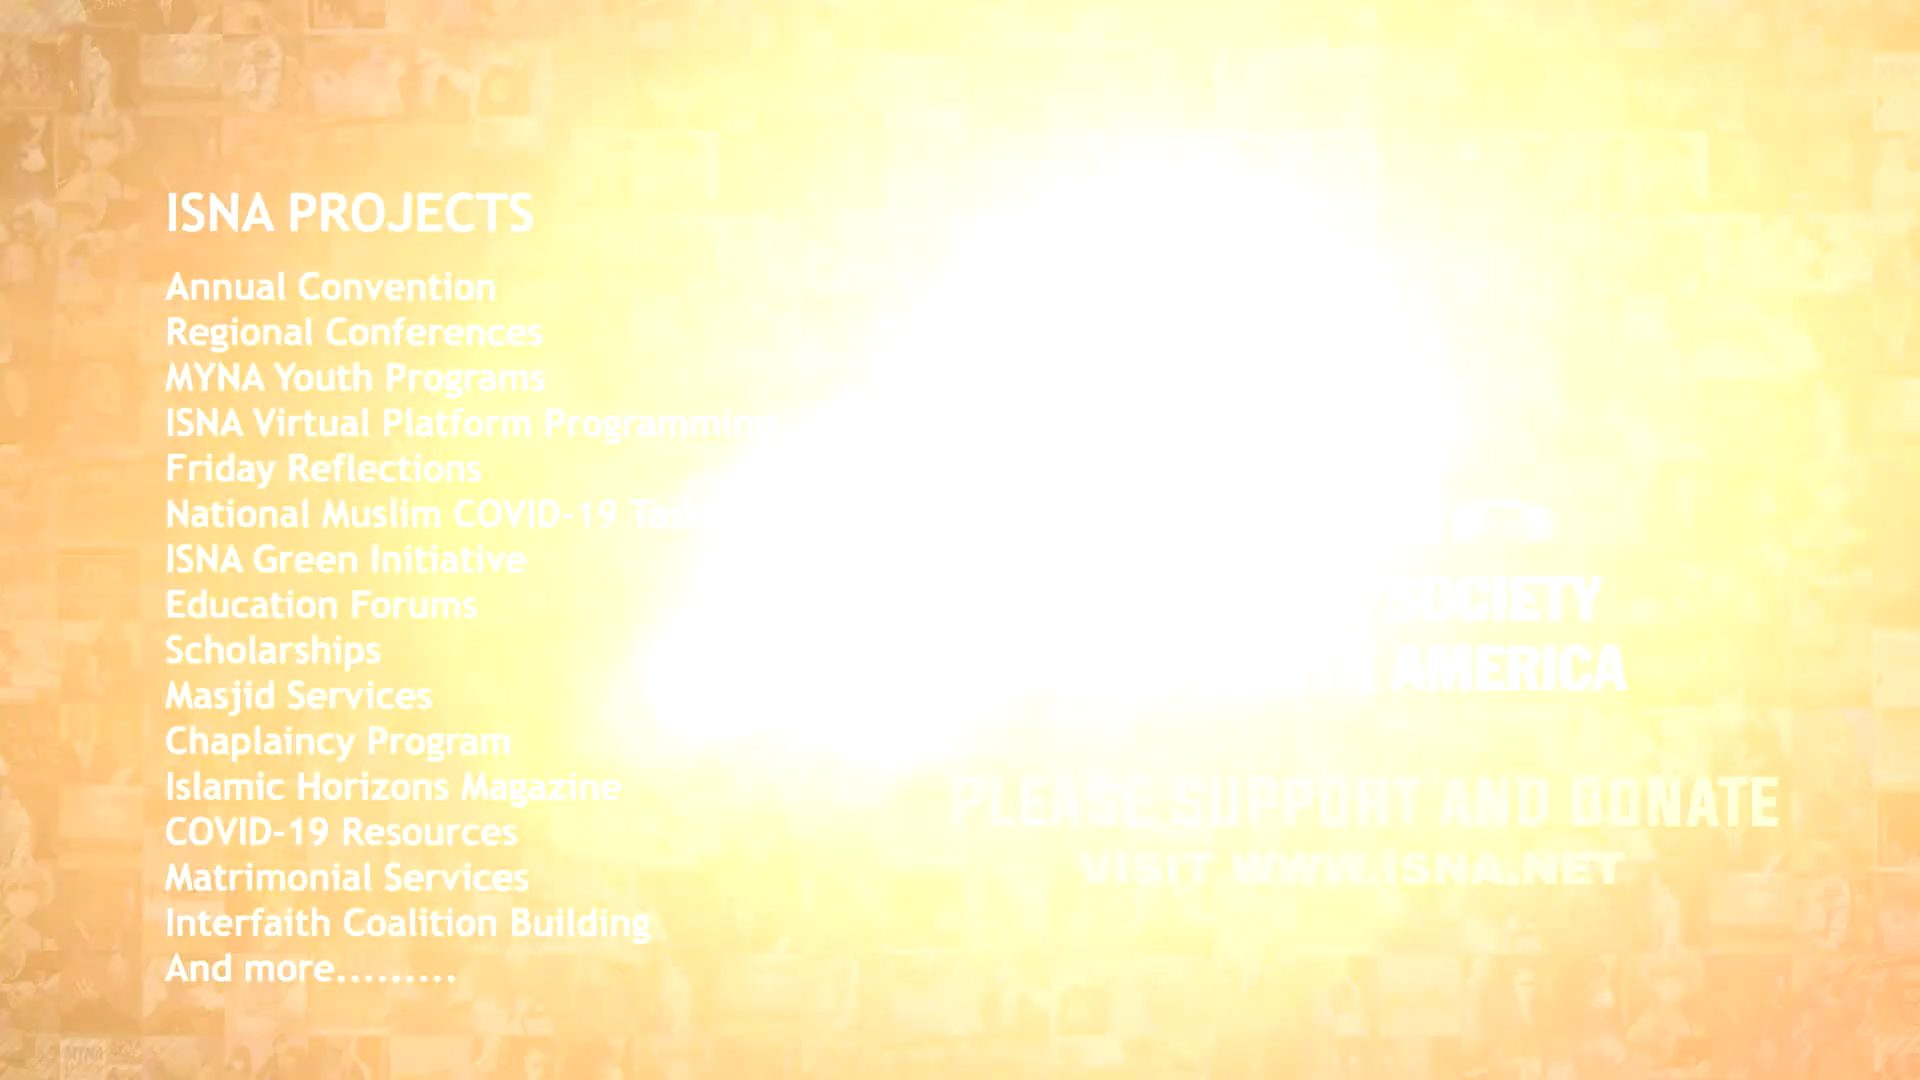 ISNA PROJECTS
Annual Convention
Regional Conferences
MYNA Youth Programs
ISNA Virtual Platform Programming
Friday Reflections
National Muslim COVID-19 Task
ISNA Green Initiative
Education Forums
Scholarships
Masjid Services
Chaplaincy Program
Islamic Horizons Magazine
COVID-19 Resources
Matrimonial Services
Interfaith Coalition Building
And more.........
SOCIETY
AMERICA
PLEASE SUPPORT AND DONATE
VISIT WWW.ISNA.NET